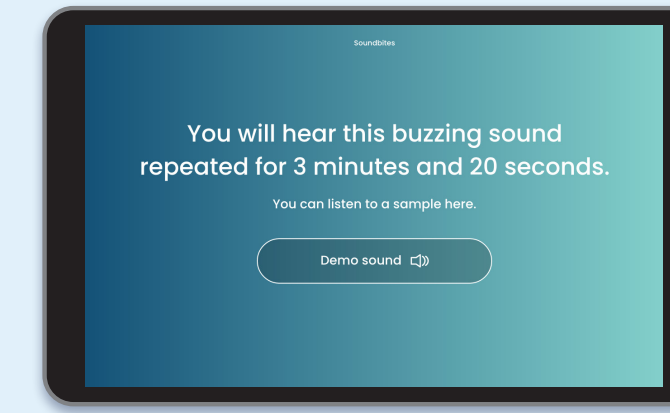 Soundbites
You will hear this buzzing sound
repeated for 3 minutes and 20 seconds.
You can listen to a sample here.
Demo sound